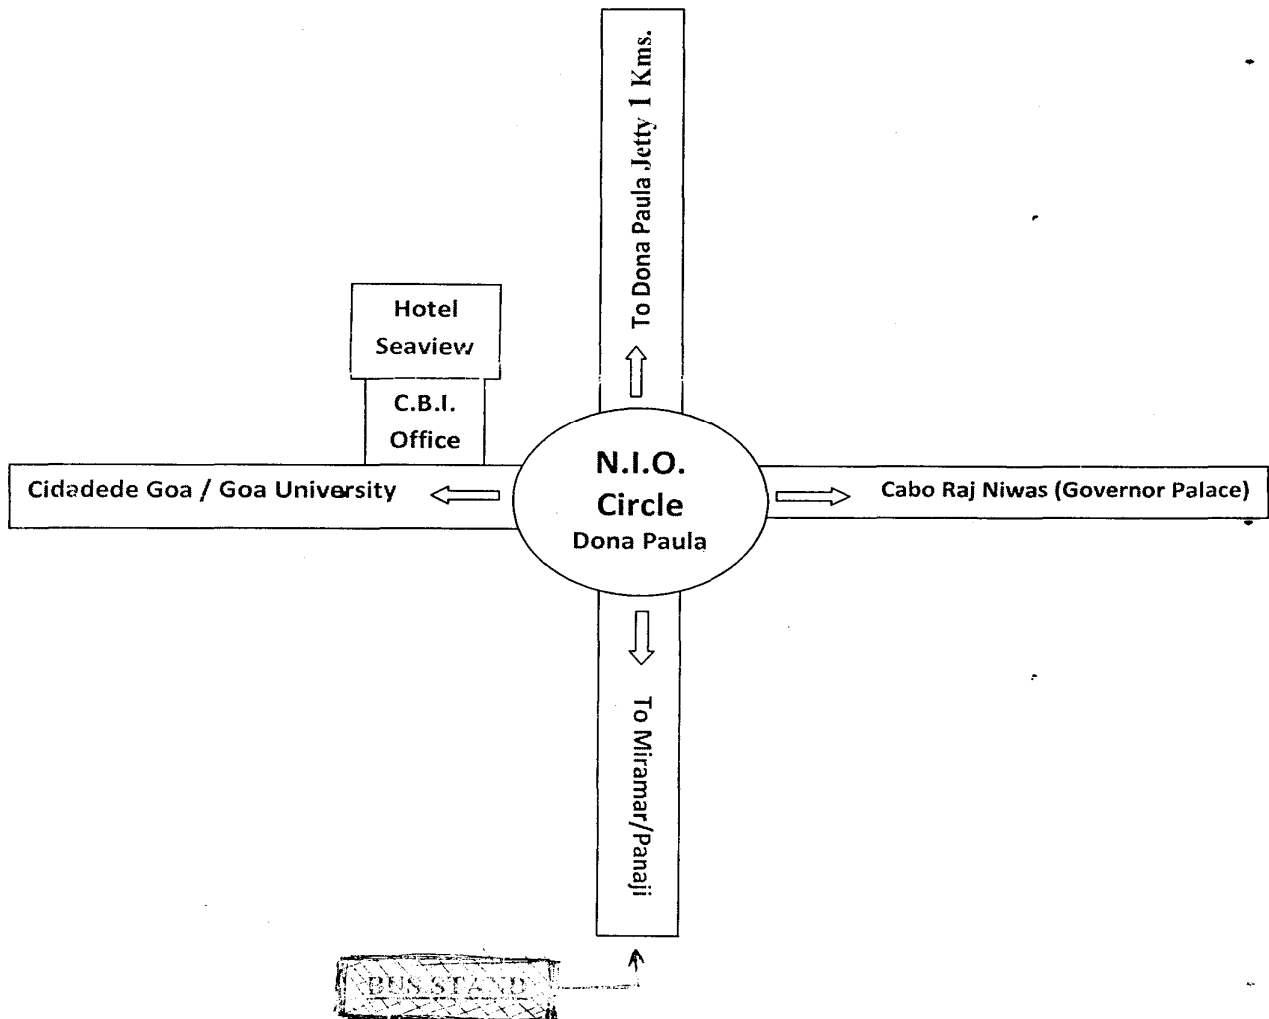 To Dona Paula Jetty 1 Kms.
Hotel
Seaview
C.B.I.
Office
N.I.O.
Circle
Dona Paula
Cidadede Goa / Goa University
Cabo Raj Niwas (Governor Palace)
To Miramar/Panaji
BUS STAND